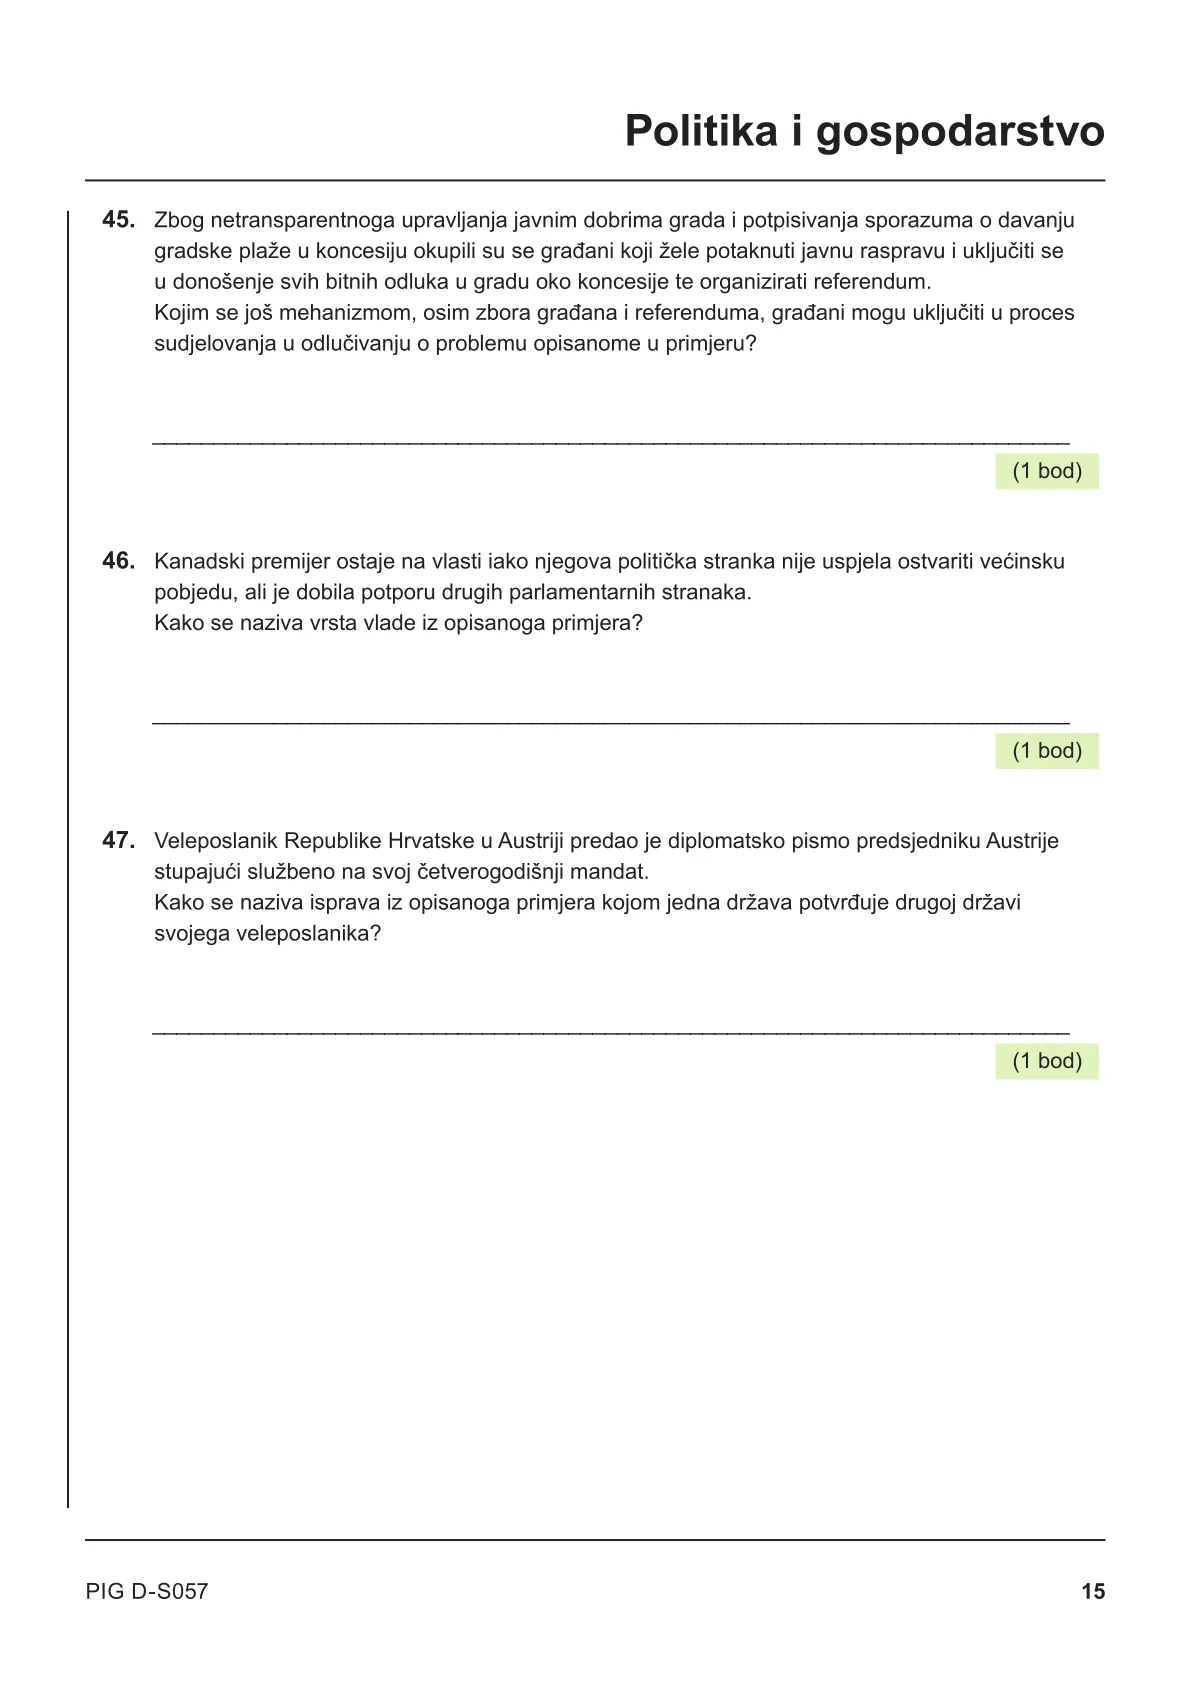 Politika i gospodarstvo
45. Zbog netransparentnoga upravljanja javnim dobrima grada i potpisivanja sporazuma o davanju
gradske plaže u koncesiju okupili su se građani koji žele potaknuti javnu raspravu i uključiti se
u donošenje svih bitnih odluka u gradu oko koncesije te organizirati referendum.
Kojim se još mehanizmom, osim zbora građana i referenduma, građani mogu uključiti u proces
sudjelovanja u odlučivanju o problemu opisanome u primjeru?
(1 bod)
46. Kanadski premijer ostaje na vlasti iako njegova politička stranka nije uspjela ostvariti većinsku
pobjedu, ali je dobila potporu drugih parlamentarnih stranaka.
Kako se naziva vrsta vlade iz opisanoga primjera?
(1 bod)
47. Veleposlanik Republike Hrvatske u Austriji predao je diplomatsko pismo predsjedniku Austrije
stupajući službeno na svoj četverogodišnji mandat.
Kako se naziva isprava iz opisanoga primjera kojom jedna država potvrđuje drugoj državi
svojega veleposlanika?
(1 bod)
PIG D-S057
15